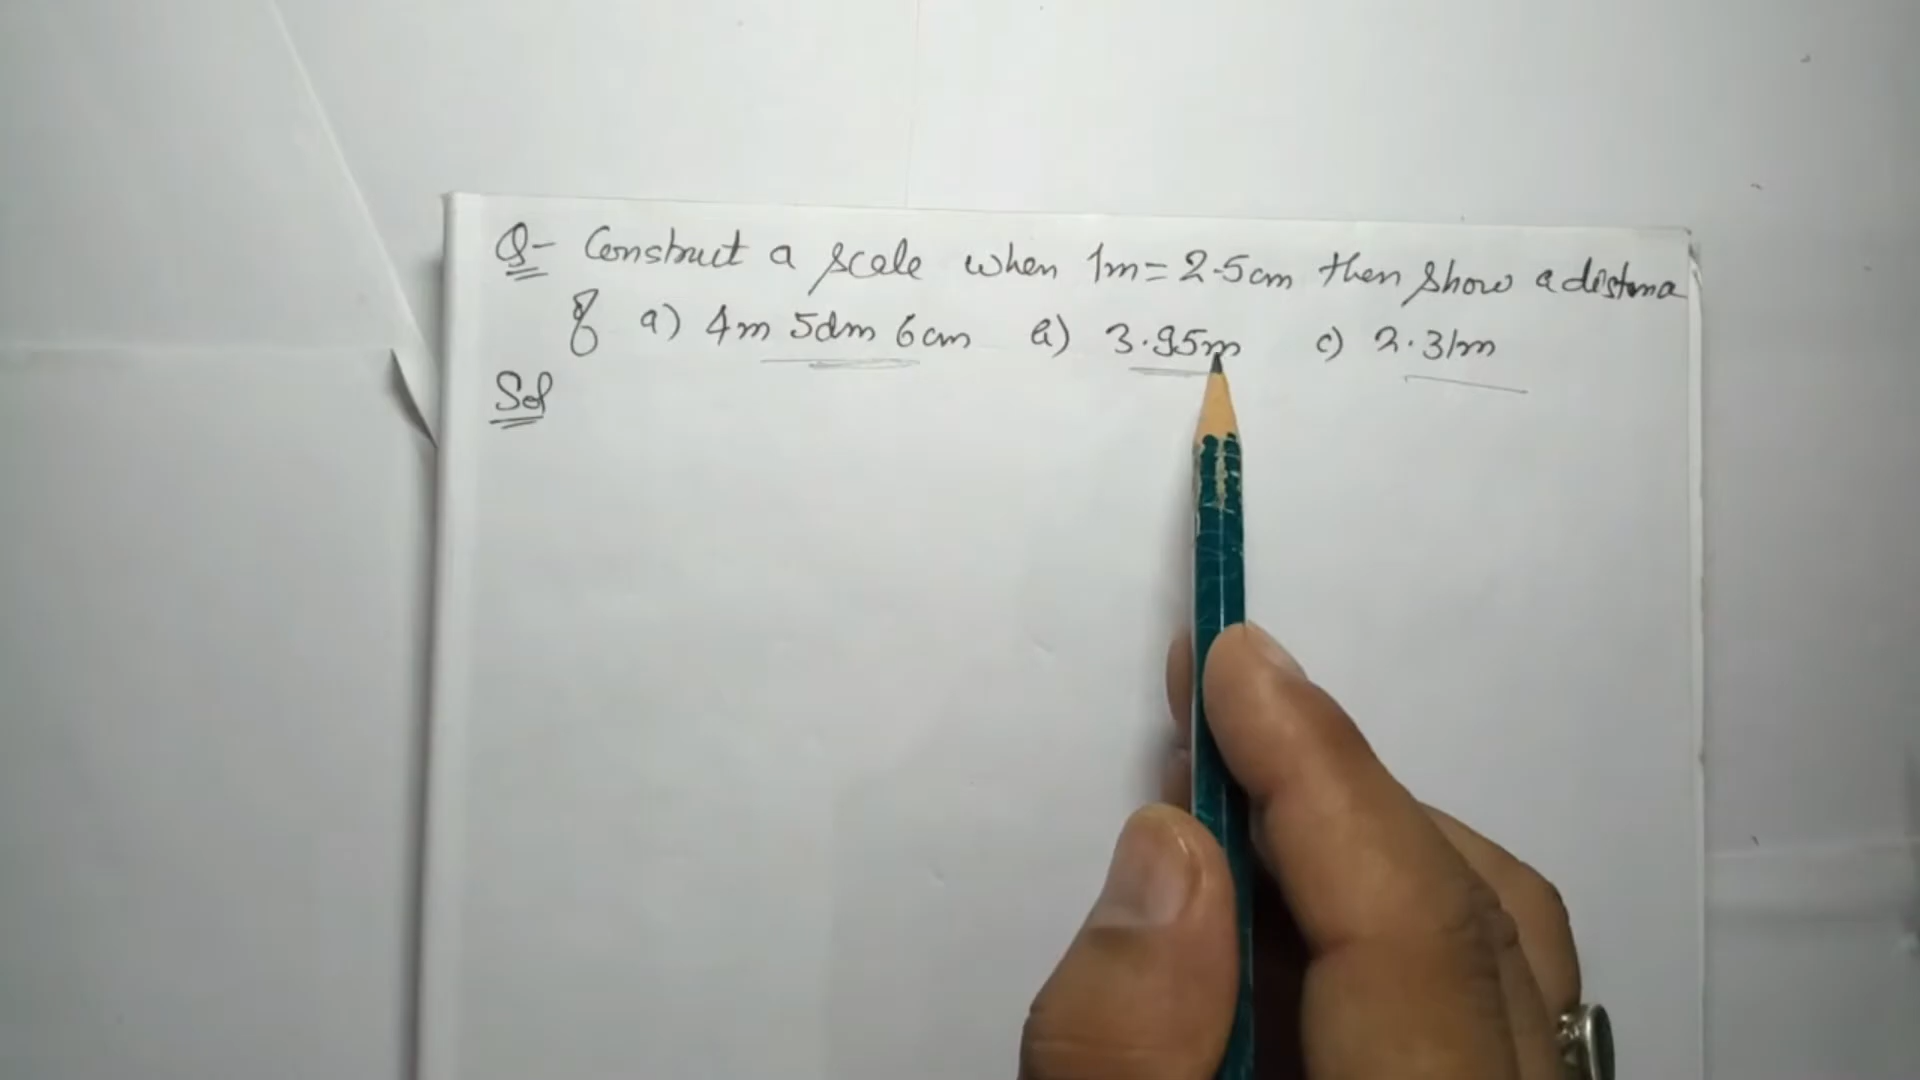 Q- Construct a scale when 1m = 2.5cm then show a distance
of a) 4m 5dm 6cm b) 3.95m c) 2.31m
Sol